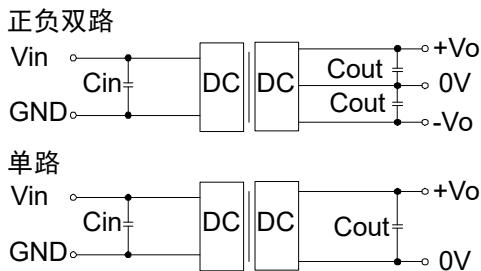 正负双路
Vin
Cin
GND
DC DC
Cout
Cout
+Vo
0V
-Vo
单路
Vin
Cin
GND
DC DC
Cout
+Vo
0V